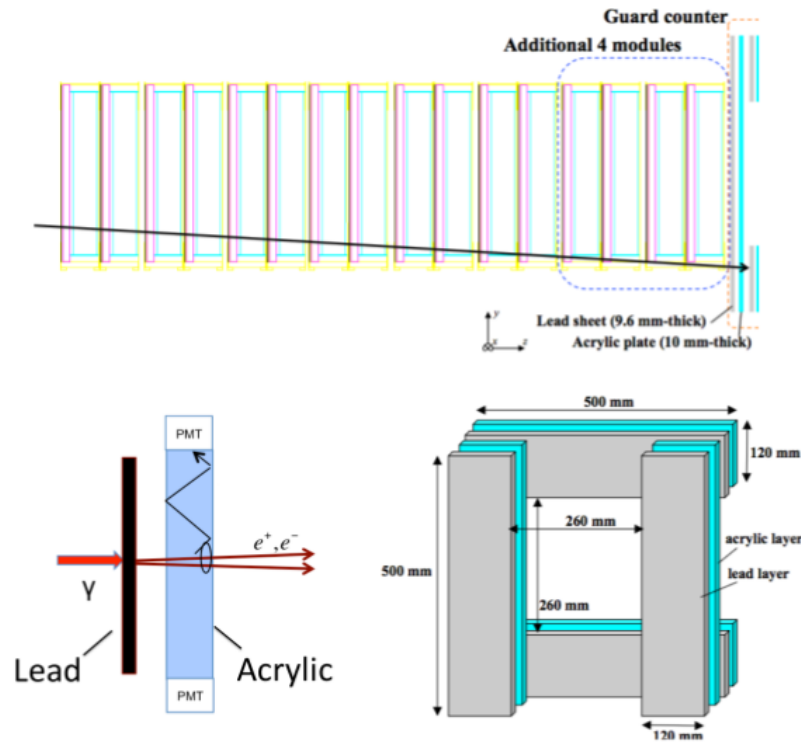 Guard counter
Additional 4 modules
y
x
z
Lead sheet (9.6 mm-thick)
Acrylic plate (10 mm-thick)
PMT
e⁺, e⁻
γ
Lead
Acrylic
PMT
500 mm
120 mm
260 mm
acrylic layer
lead layer
500 mm
260 mm
120 mm